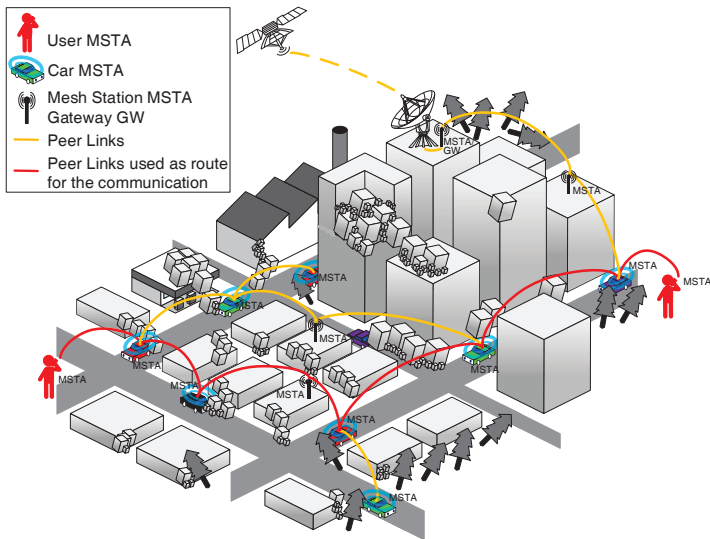 User MSTA
Car MSTA
Mesh Station MSTA
Gateway GW
Peer Links
Peer Links used as route
for the communication
MSTA/
GW
MSTA
MSTA
MSTA
MSTA
MSTA
MSTA
MSTA
MSTA
MSTA
MSTA
MSTA
MSTA
MSTA